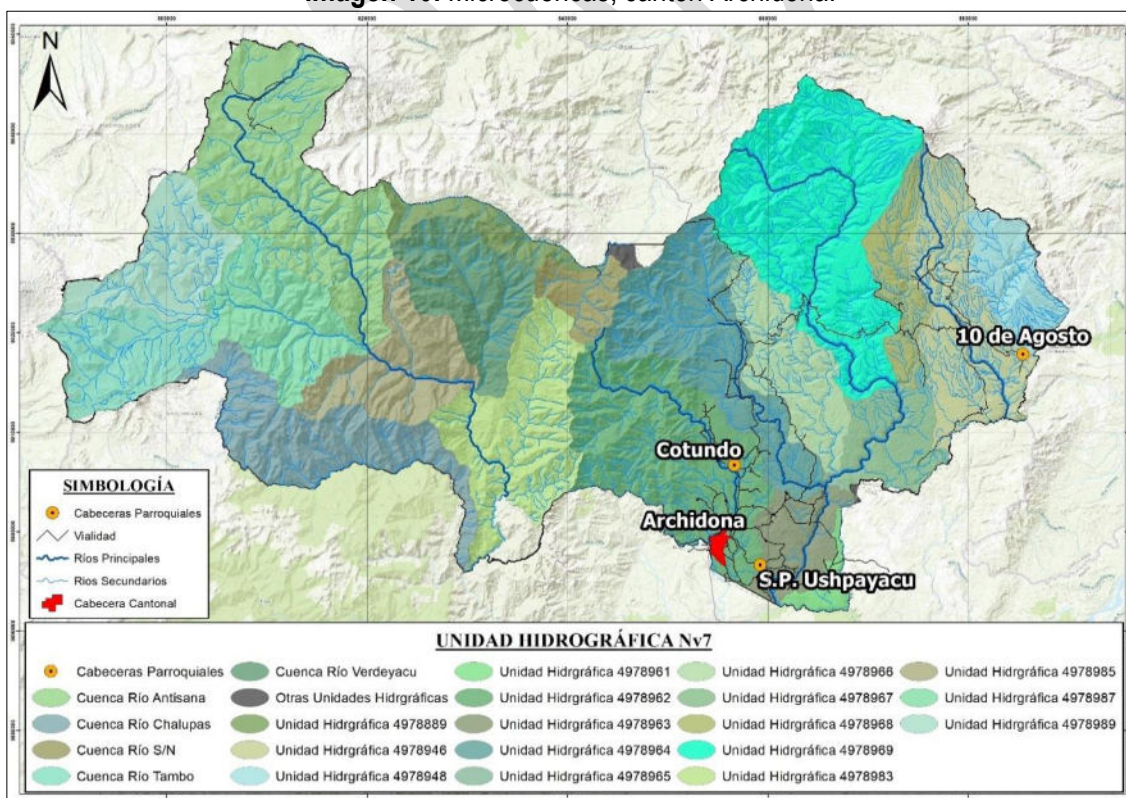 Imagen 10. Microcuencas, cantón Archidona.
N
10 de Agosto
Cotundo
Archidona
S.P. Ushpayacu
SIMBOLOGÍA
Cabeceras Parroquiales
Vialidad
Ríos Principales
Rios Secundarios
Cabecera Cantonal
UNIDAD HIDROGRÁFICA Nv7
Cabeceras Parroquiales
Cuenca Río Antisana
Cuenca Río Chalupas
Cuenca Río S/N
Cuenca Río Tambo
Cuenca Río Verdeyacu
Otras Unidades Hidrgráficas
Unidad Hidrgráfica 4978889
Unidad Hidrgráfica 4978946
Unidad Hidrgráfica 4978948
Unidad Hidrgráfica 4978961
Unidad Hidrgráfica 4978962
Unidad Hidrgráfica 4978963
Unidad Hidrgráfica 4978964
Unidad Hidrgráfica 4978965
Unidad Hidrgráfica 4978966
Unidad Hidrgráfica 4978967
Unidad Hidrgráfica 4978968
Unidad Hidrgráfica 4978969
Unidad Hidrgráfica 4978983
Unidad Hidrgráfica 4978985
Unidad Hidrgráfica 4978987
Unidad Hidrgráfica 4978989